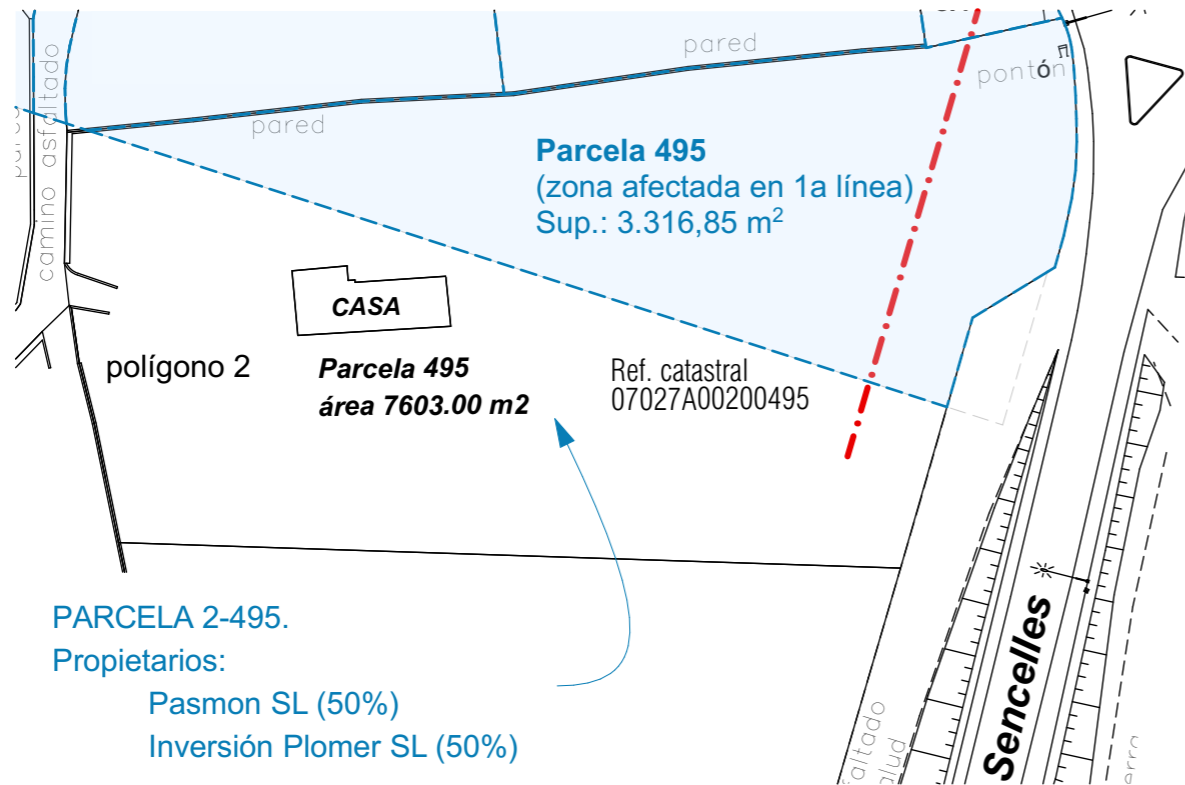 pared
pontón
camino asfaltado
pared
Parcela 495
(zona afectada en 1a línea)
Sup.: 3.316,85 m²
CASA
polígono 2
Parcela 495
área 7603.00 m2
Ref. catastral
07027A00200495
PARCELA 2-495.
Propietarios:
Pasmon SL (50%)
Inversión Plomer SL (50%)
Sencelles